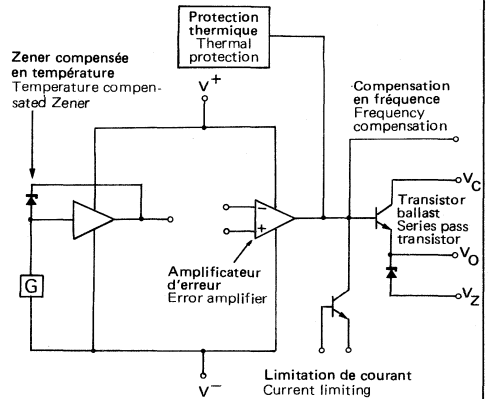 Protection
thermique
Thermal
protection
Zener compensée
en température
Temperature compen-
sated Zener
V+
Compensation
en fréquence
Frequency
compensation
VC
Transistor
ballast
Series pass
transistor
VO
VZ
−
+
G
Amplificateur
d'erreur
Error amplifier
V−
Limitation de courant
Current limiting